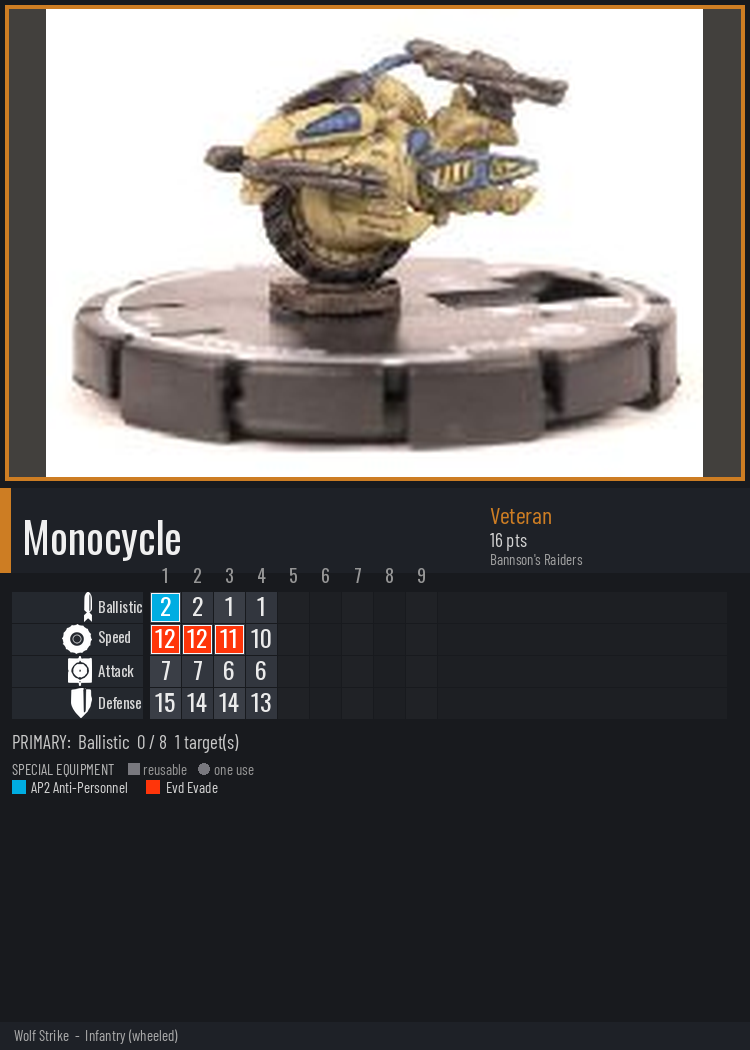 Monocycle
Veteran
16 pts
Bannson's Raiders
1 2 3 4 5 6 7 8 9
Ballistic 2 2 1 1
Speed 12 12 11 10
Attack 7 7 6 6
Defense 15 14 14 13
PRIMARY: Ballistic 0 / 8 1 target(s)
SPECIAL EQUIPMENT reusable one use
AP2 Anti-Personnel Evd Evade
Wolf Strike - Infantry (wheeled)